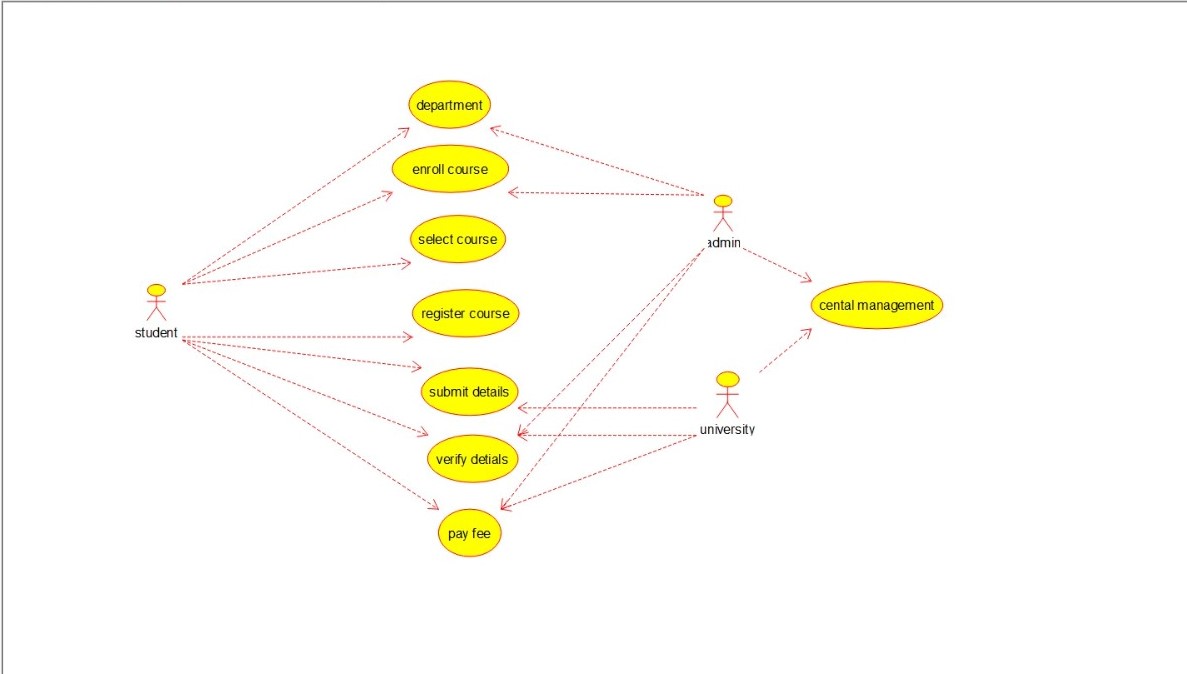 department
enroll course
select course
register course
submit details
verify detials
pay fee
student
admin
cental management
university